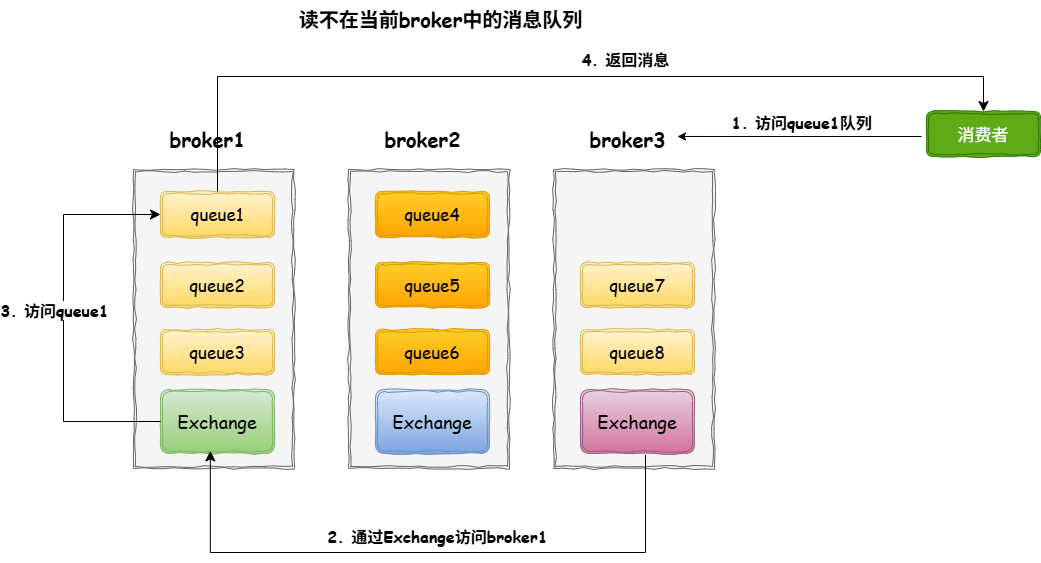 读不在当前broker中的消息队列
4. 返回消息
1. 访问queue1队列
消费者
broker1
broker2
broker3
queue1
queue4
queue2
queue5
queue7
3. 访问queue1
queue3
queue6
queue8
Exchange
Exchange
Exchange
2. 通过Exchange访问broker1